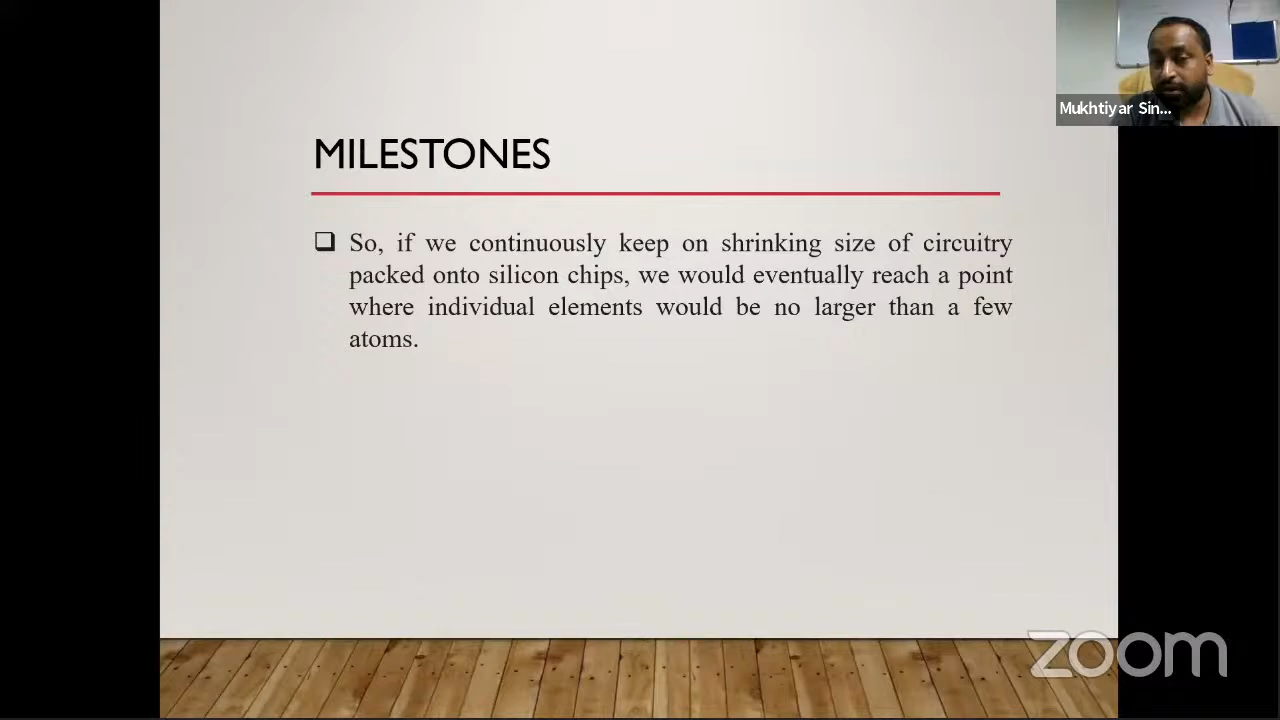 MILESTONES
❑ So, if we continuously keep on shrinking size of circuitry
packed onto silicon chips, we would eventually reach a point
where individual elements would be no larger than a few
atoms.
Mukhtiyar Sin...
zoom